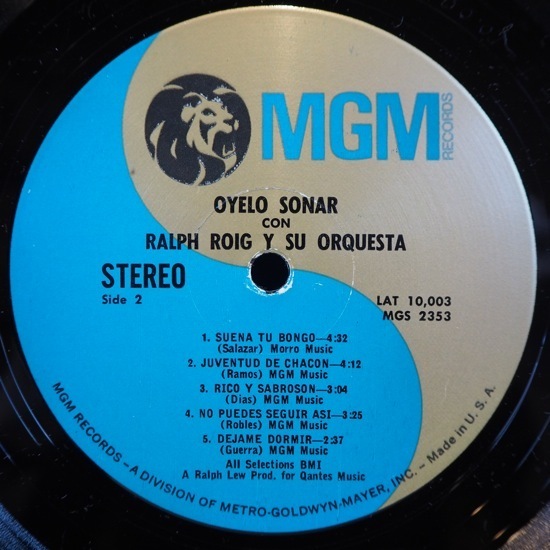 MGM
RECORDS
OYELO SONAR
CON
RALPH ROIG Y SU ORQUESTA
STEREO
Side 2
LAT 10,003
MGS 2353
1. SUENA TU BONGO—4:32
(Salazar) Morro Music
2. JUVENTUD DE CHACON—4:12
(Ramos) MGM Music
3. RICO Y SABROSON—3:04
(Dias) MGM Music
4. NO PUEDES SEGUIR ASI—3:25
(Robles) MGM Music
5. DEJAME DORMIR—2:37
(Guerra) MGM Music
All Selections BMI
A Ralph Lew Prod. for Qantes Music
MGM RECORDS – A DIVISION OF METRO-GOLDWYN-MAYER, INC. – Made in U. S. A.